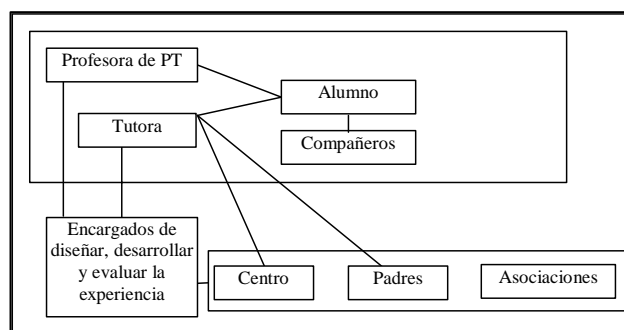 Profesora de PT
Alumno
Tutora
Compañeros
Encargados de
diseñar, desarrollar
y evaluar la
experiencia
Centro
Padres
Asociaciones